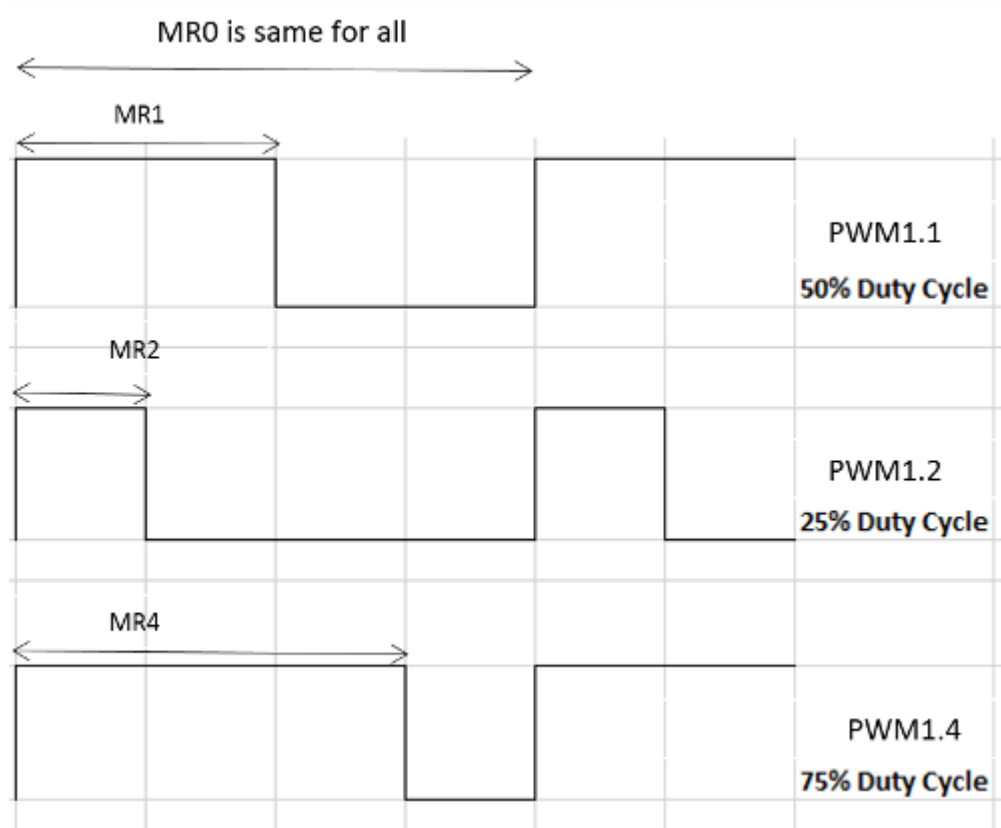 MR0 is same for all
MR1
PWM1.1
50% Duty Cycle
MR2
PWM1.2
25% Duty Cycle
MR4
PWM1.4
75% Duty Cycle